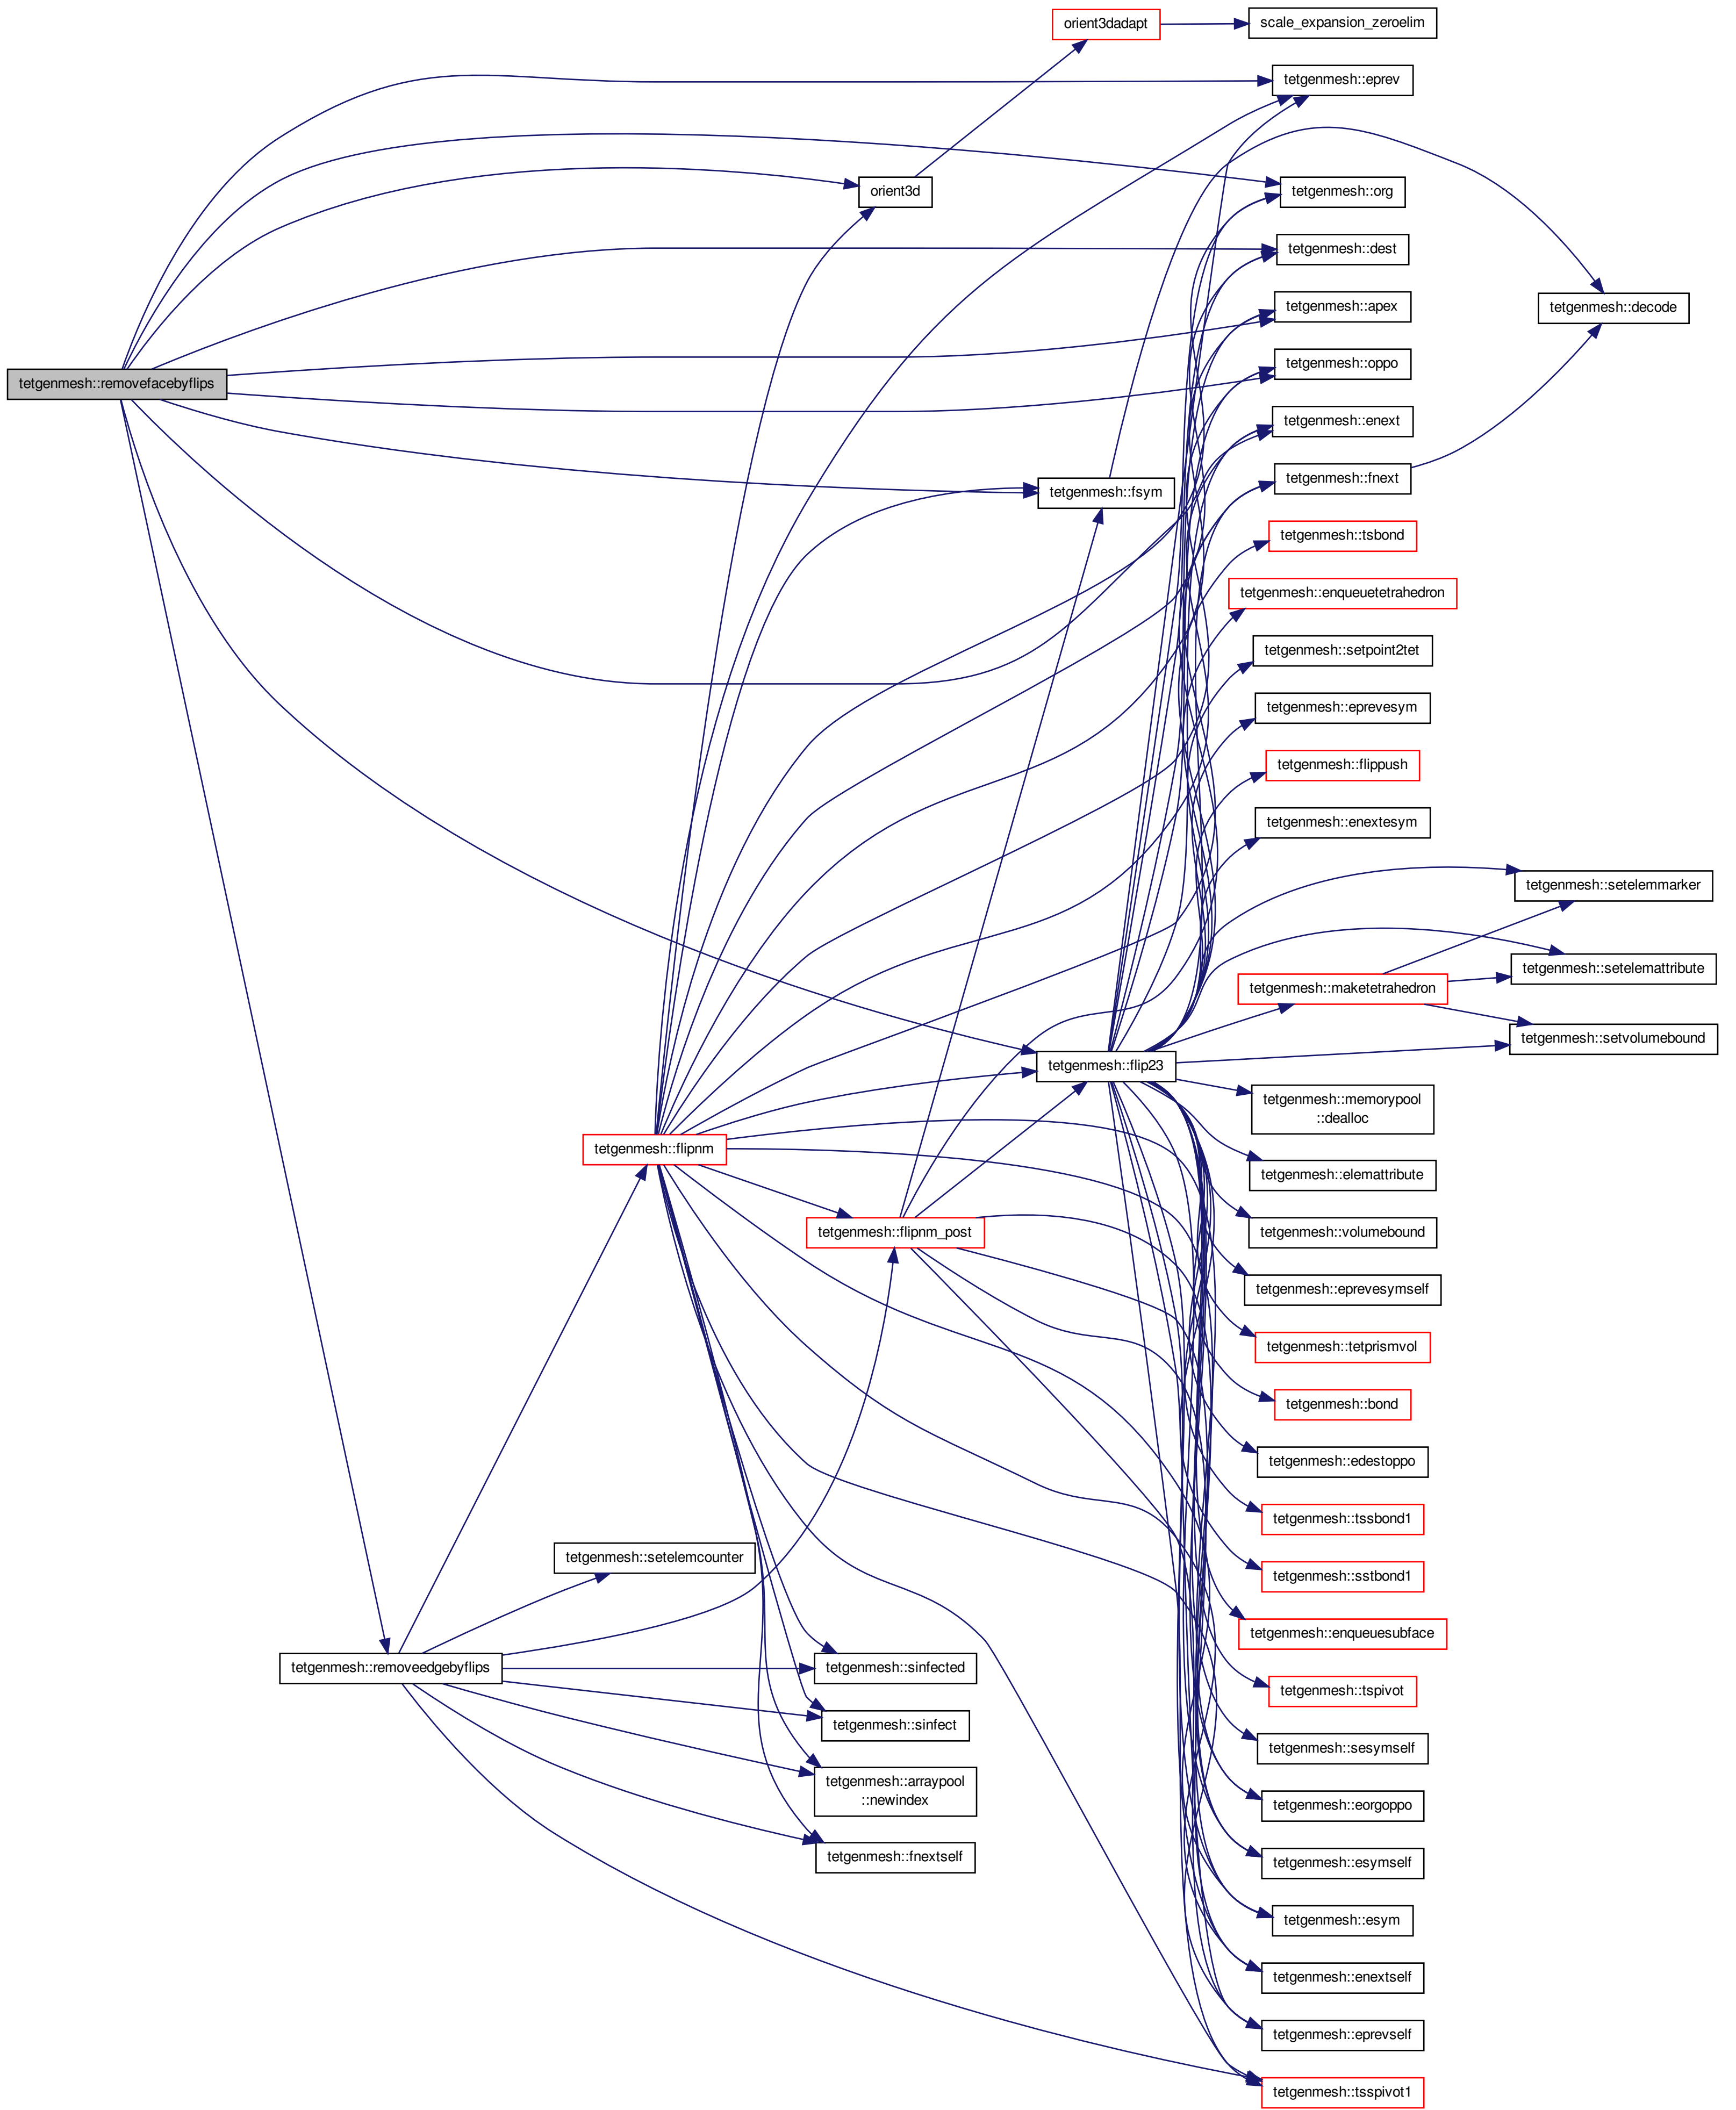 orient3dadapt
scale_expansion_zeroelim
tetgenmesh::eprev
orient3d
tetgenmesh::org
tetgenmesh::dest
tetgenmesh::apex
tetgenmesh::decode
tetgenmesh::oppo
tetgenmesh::removefacebyflips
tetgenmesh::enext
tetgenmesh::fnext
tetgenmesh::fsym
tetgenmesh::tsbond
tetgenmesh::enqueuetetrahedron
tetgenmesh::setpoint2tet
tetgenmesh::eprevesym
tetgenmesh::flippush
tetgenmesh::enextesym
tetgenmesh::setelemmarker
tetgenmesh::setelemattribute
tetgenmesh::maketetrahedron
tetgenmesh::setvolumebound
tetgenmesh::flip23
tetgenmesh::memorypool
::dealloc
tetgenmesh::flipnm
tetgenmesh::elemattribute
tetgenmesh::flipnm_post
tetgenmesh::volumebound
tetgenmesh::eprevesymself
tetgenmesh::tetprismvol
tetgenmesh::bond
tetgenmesh::edestoppo
tetgenmesh::tssbond1
tetgenmesh::setelemcounter
tetgenmesh::sstbond1
tetgenmesh::enqueuesubface
tetgenmesh::removeedgebyflips
tetgenmesh::sinfected
tetgenmesh::tspivot
tetgenmesh::sinfect
tetgenmesh::sesymself
tetgenmesh::arraypool
::newindex
tetgenmesh::eorgoppo
tetgenmesh::fnextself
tetgenmesh::esymself
tetgenmesh::esym
tetgenmesh::enextself
tetgenmesh::eprevself
tetgenmesh::tsspivot1